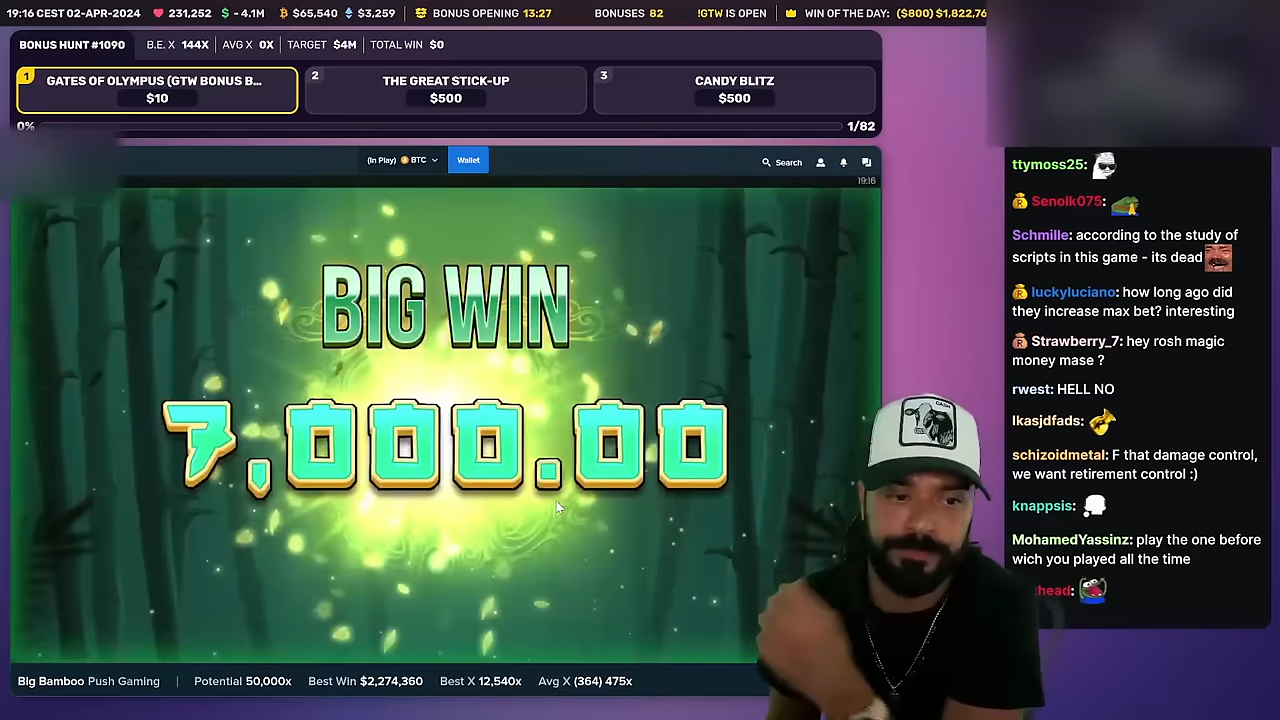 19:16 CEST 02-APR-2024 231,252 $ - 4.1M $65,540 $3,259 BONUS OPENING 13:27 BONUSES 82 !GTW IS OPEN WIN OF THE DAY: ($800) $1,822,76
BONUS HUNT #1090 B.E. X 144X AVG X 0X TARGET $4M TOTAL WIN $0
1 GATES OF OLYMPUS (GTW BONUS B... 2 THE GREAT STICK-UP 3 CANDY BLITZ
$10 $500 $500
0% 1/82
(In Play) BTC Wallet Search
19:16
BIG WIN
7,000.00
Big Bamboo Push Gaming | Potential 50,000x Best Win $2,274,360 Best X 12,540x Avg X (364) 475x
CASH
ttymoss25:
Senolk075:
Schmille: according to the study of
scripts in this game - its dead
luckyluciano: how long ago did
they increase max bet? interesting
Strawberry_7: hey rosh magic
money mase ?
rwest: HELL NO
lkasjdfads:
schizoidmetal: F that damage control,
we want retirement control :)
knappsis:
MohamedYassinz: play the one before
wich you played all the time
head: